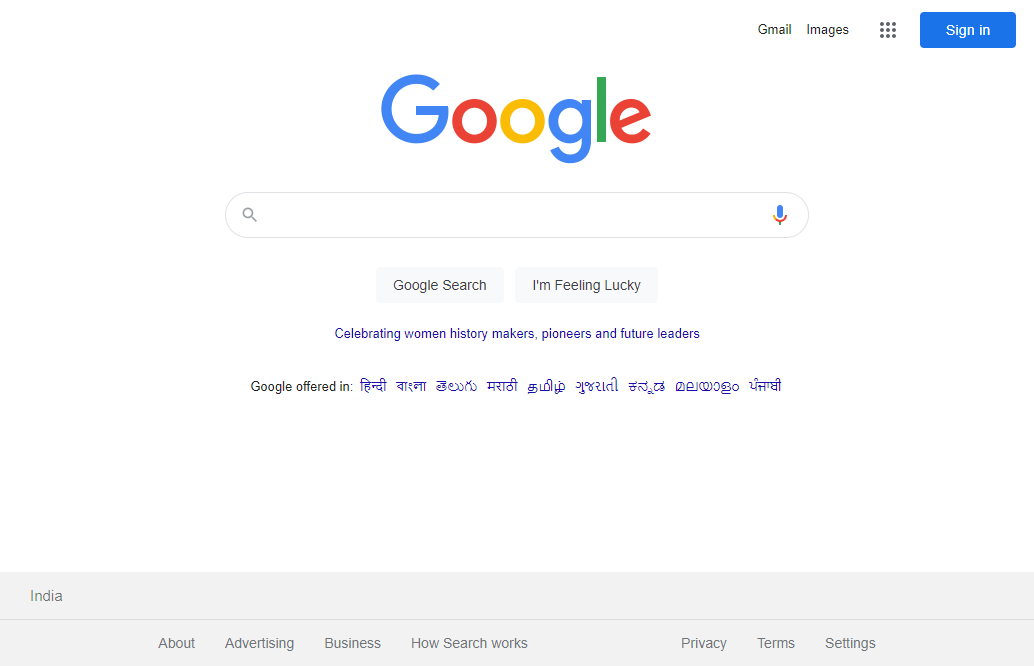 Gmail Images Sign in
Google
Google Search I'm Feeling Lucky
Celebrating women history makers, pioneers and future leaders
Google offered in: हिन्दी বাংলা తెలుగు मराठी தமிழ் ગુજરાતી ಕನ್ನಡ മലയാളം ਪੰਜਾਬੀ
India
About Advertising Business How Search works Privacy Terms Settings